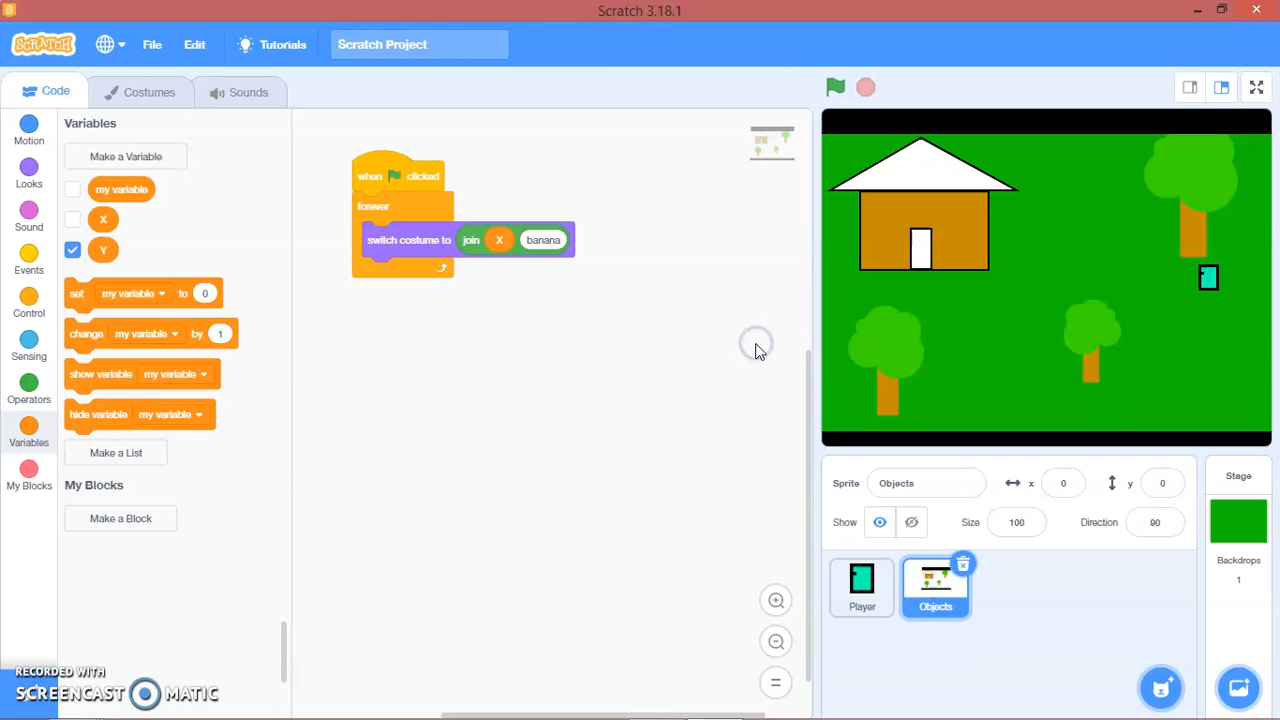 Scratch 3.18.1
SCRATCH File Edit Tutorials Scratch Project
Code Costumes Sounds
Motion
Looks
Sound
Events
Control
Sensing
Operators
Variables
My Blocks
Variables
Make a Variable
my variable
X
Y
set my variable to 0
change my variable by 1
show variable my variable
hide variable my variable
Make a List
My Blocks
Make a Block
when clicked
forever
switch costume to join X banana
Sprite Objects x 0 y 0
Show Size 100 Direction 90
Player
Objects
Stage
Backdrops
1
RECORDED WITH
SCREENCAST MATIC